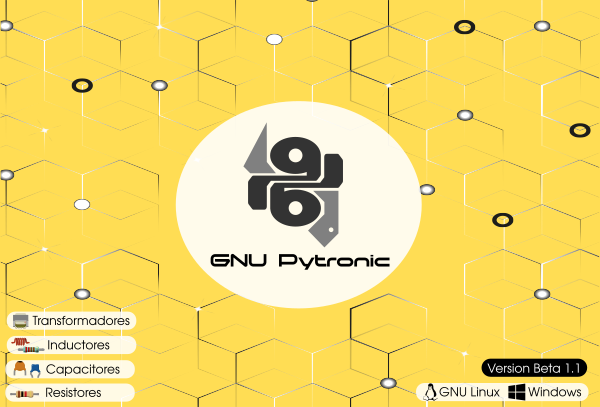 GNU Pytronic
Transformadores
Inductores
Capacitores
Resistores
Version Beta 1.1
GNU Linux Windows